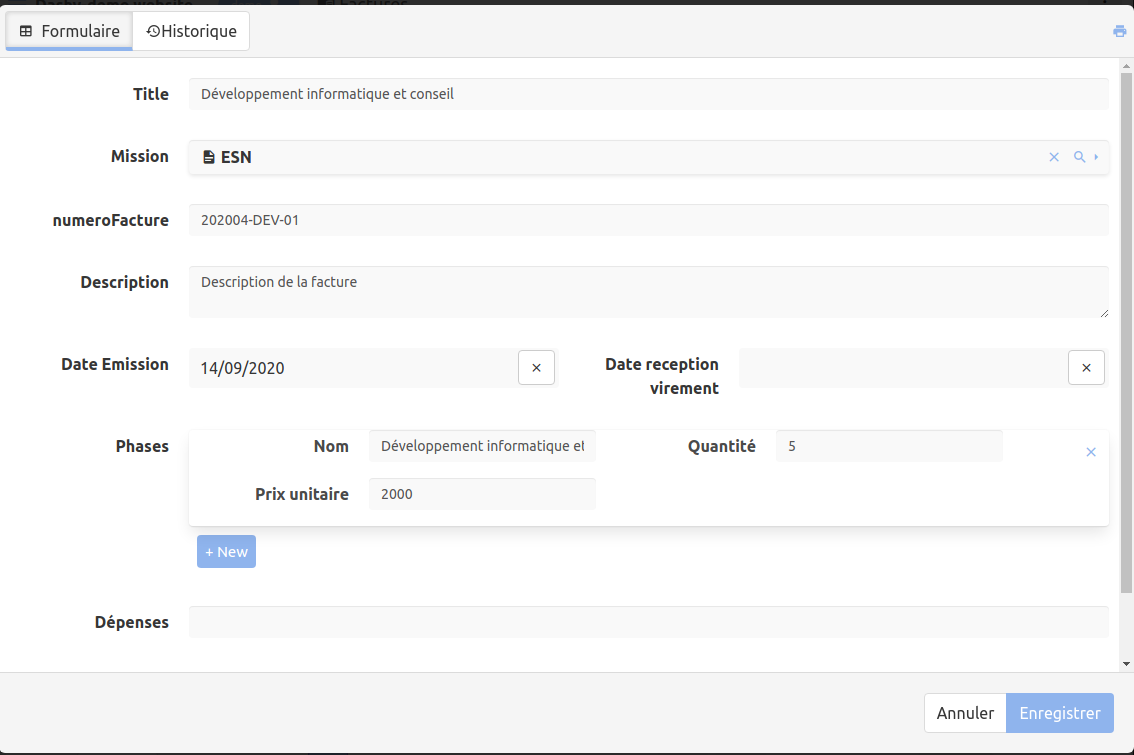 Formulaire
Historique
Title
Développement informatique et conseil
Mission
ESN
numeroFacture
202004-DEV-01
Description
Description de la facture
Date Emission
14/09/2020
Date reception
virement
Phases
Nom
Développement informatique et
Quantité
5
Prix unitaire
2000
+ New
Dépenses
Annuler
Enregistrer